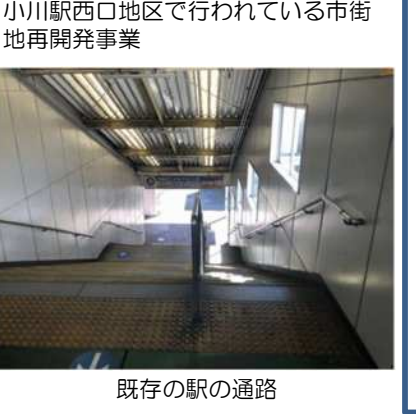 小川駅西口地区で行われている市街
地再開発事業
既存の駅の通路